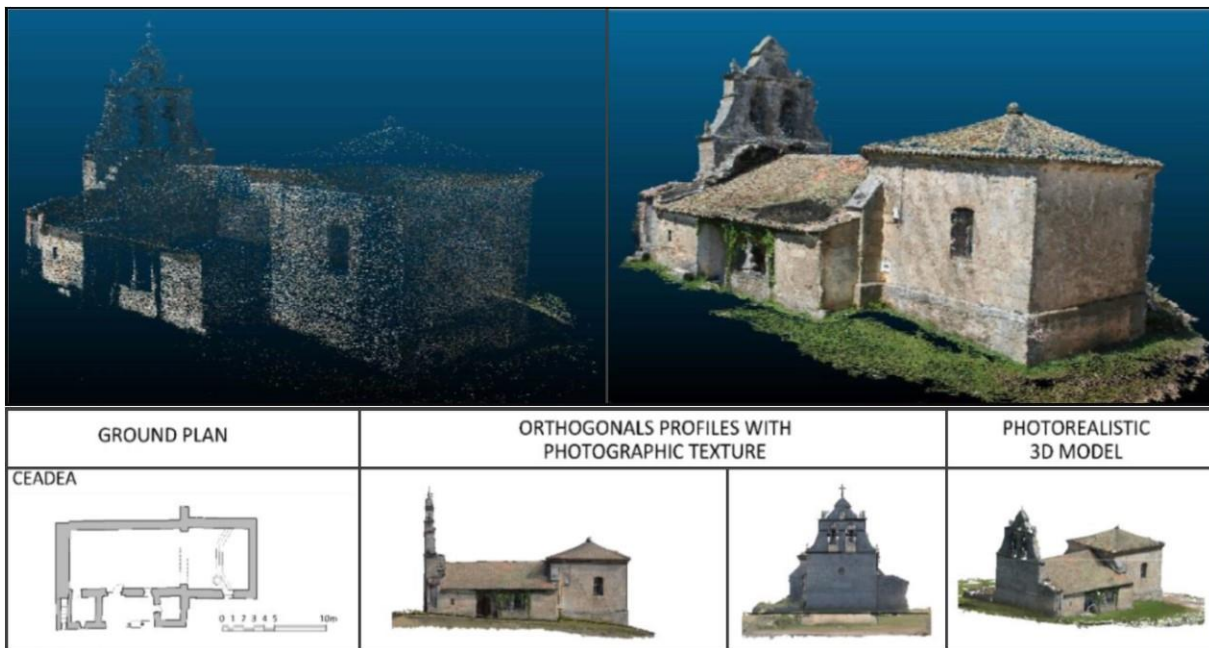 GROUND PLAN
ORTHOGONALS PROFILES WITH
PHOTOGRAPHIC TEXTURE
PHOTOREALISTIC
3D MODEL
CEADEA
0 1 2 3 4 5 10m